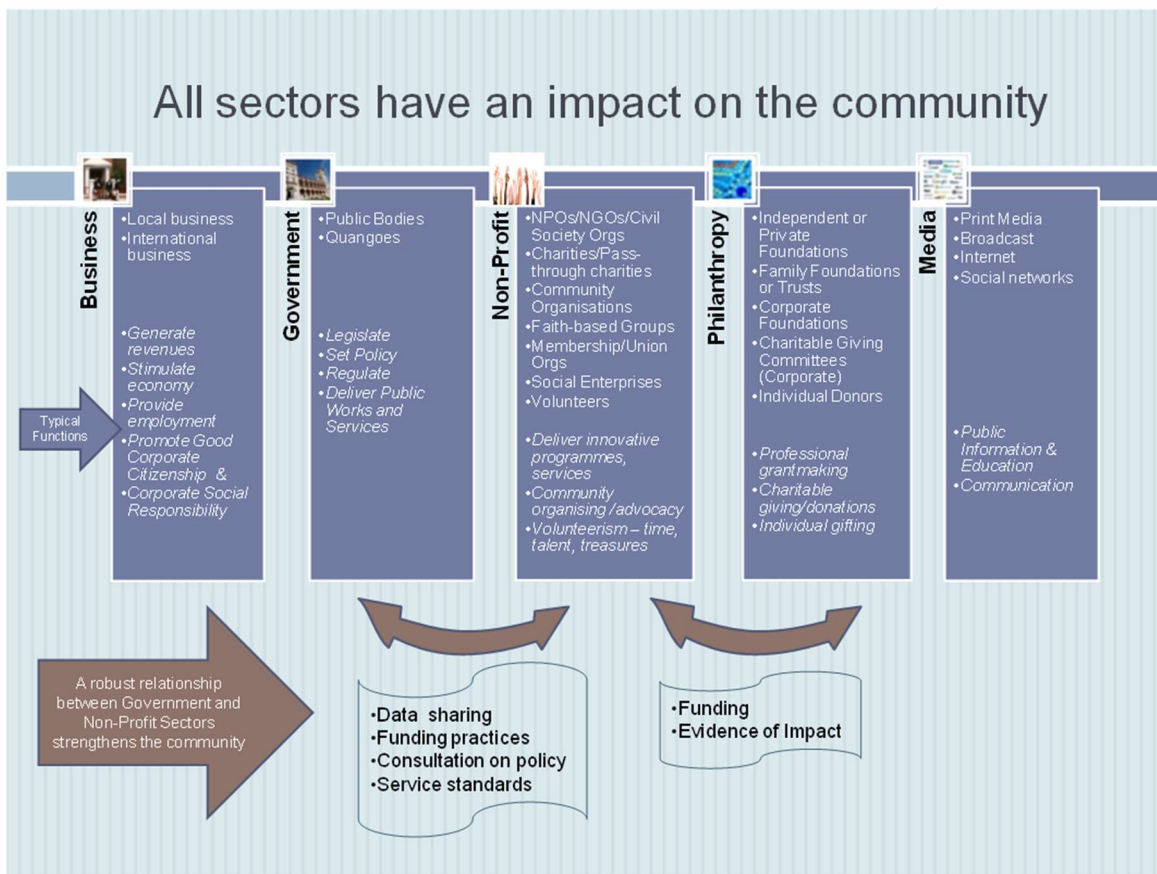 All sectors have an impact on the community
Business
•Local business
•International
business
•Generate
revenues
•Stimulate
economy
•Provide
employment
•Promote Good
Corporate
Citizenship &
•Corporate Social
Responsibility
Government
•Public Bodies
•Quangoes
•Legislate
•Set Policy
•Regulate
•Deliver Public
Works and
Services
Non-Profit
•NPOs/NGOs/Civil
Society Orgs
•Charities/Pass-
through charities
•Community
Organisations
•Faith-based Groups
•Membership/Union
Orgs
•Social Enterprises
•Volunteers
•Deliver innovative
programmes,
services
•Community
organising /advocacy
•Volunteerism – time,
talent, treasures
Philanthropy
•Independent or
Private
Foundations
•Family Foundations
or Trusts
•Corporate
Foundations
•Charitable Giving
Committees
(Corporate)
•Individual Donors
•Professional
grantmaking
•Charitable
giving/donations
•Individual gifting
Media
•Print Media
•Broadcast
•Internet
•Social networks
•Public
Information &
Education
•Communication
Typical
Functions
A robust relationship
between Government and
Non-Profit Sectors
strengthens the community
•Data sharing
•Funding practices
•Consultation on policy
•Service standards
•Funding
•Evidence of Impact